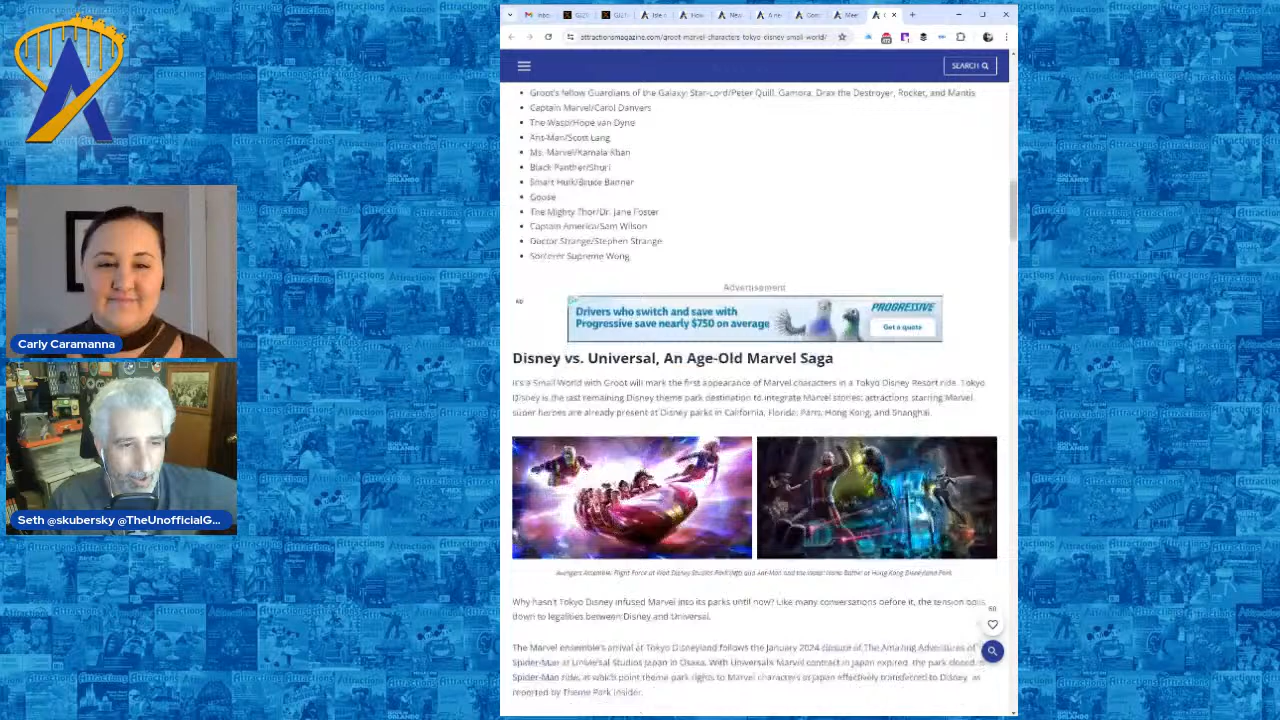 attractionsmagazine.com/groot-marvel-characters-tokyo-disney-small-world/
SEARCH
Groot's fellow Guardians of the Galaxy: Star-Lord/Peter Quill, Gamora, Drax the Destroyer, Rocket, and Mantis
Captain Marvel/Carol Danvers
The Wasp/Hope van Dyne
Ant-Man/Scott Lang
Ms. Marvel/Kamala Khan
Black Panther/Shuri
Smart Hulk/Bruce Banner
Goose
The Mighty Thor/Dr. Jane Foster
Captain America/Sam Wilson
Doctor Strange/Stephen Strange
Sorcerer Supreme Wong
Advertisement
Drivers who switch and save with
Progressive save nearly $750 on average
PROGRESSIVE
Get a quote
Disney vs. Universal, An Age-Old Marvel Saga
It's a Small World with Groot will mark the first appearance of Marvel characters in a Tokyo Disney Resort ride. Tokyo
Disney is the last remaining Disney theme park destination to integrate Marvel stories; attractions starring Marvel
super heroes are already present at Disney parks in California, Florida, Paris, Hong Kong, and Shanghai.
Avengers Assemble: Flight Force at Walt Disney Studios Park (left) and Ant-Man and the Wasp: Nano Battle! at Hong Kong Disneyland Park
Why hasn't Tokyo Disney infused Marvel into its parks until now? Like many conversations before it, the tension boils
down to legalities between Disney and Universal.
60
The Marvel ensemble's arrival at Tokyo Disneyland follows the January 2024 closure of The Amazing Adventures of
Spider-Man at Universal Studios Japan in Osaka. With Universal's Marvel contract in Japan expired, the park closed its
Spider-Man ride, at which point theme park rights to Marvel characters in Japan effectively transferred to Disney, as
reported by Theme Park Insider.
Carly Caramanna
Seth @skubersky @TheUnofficialG...